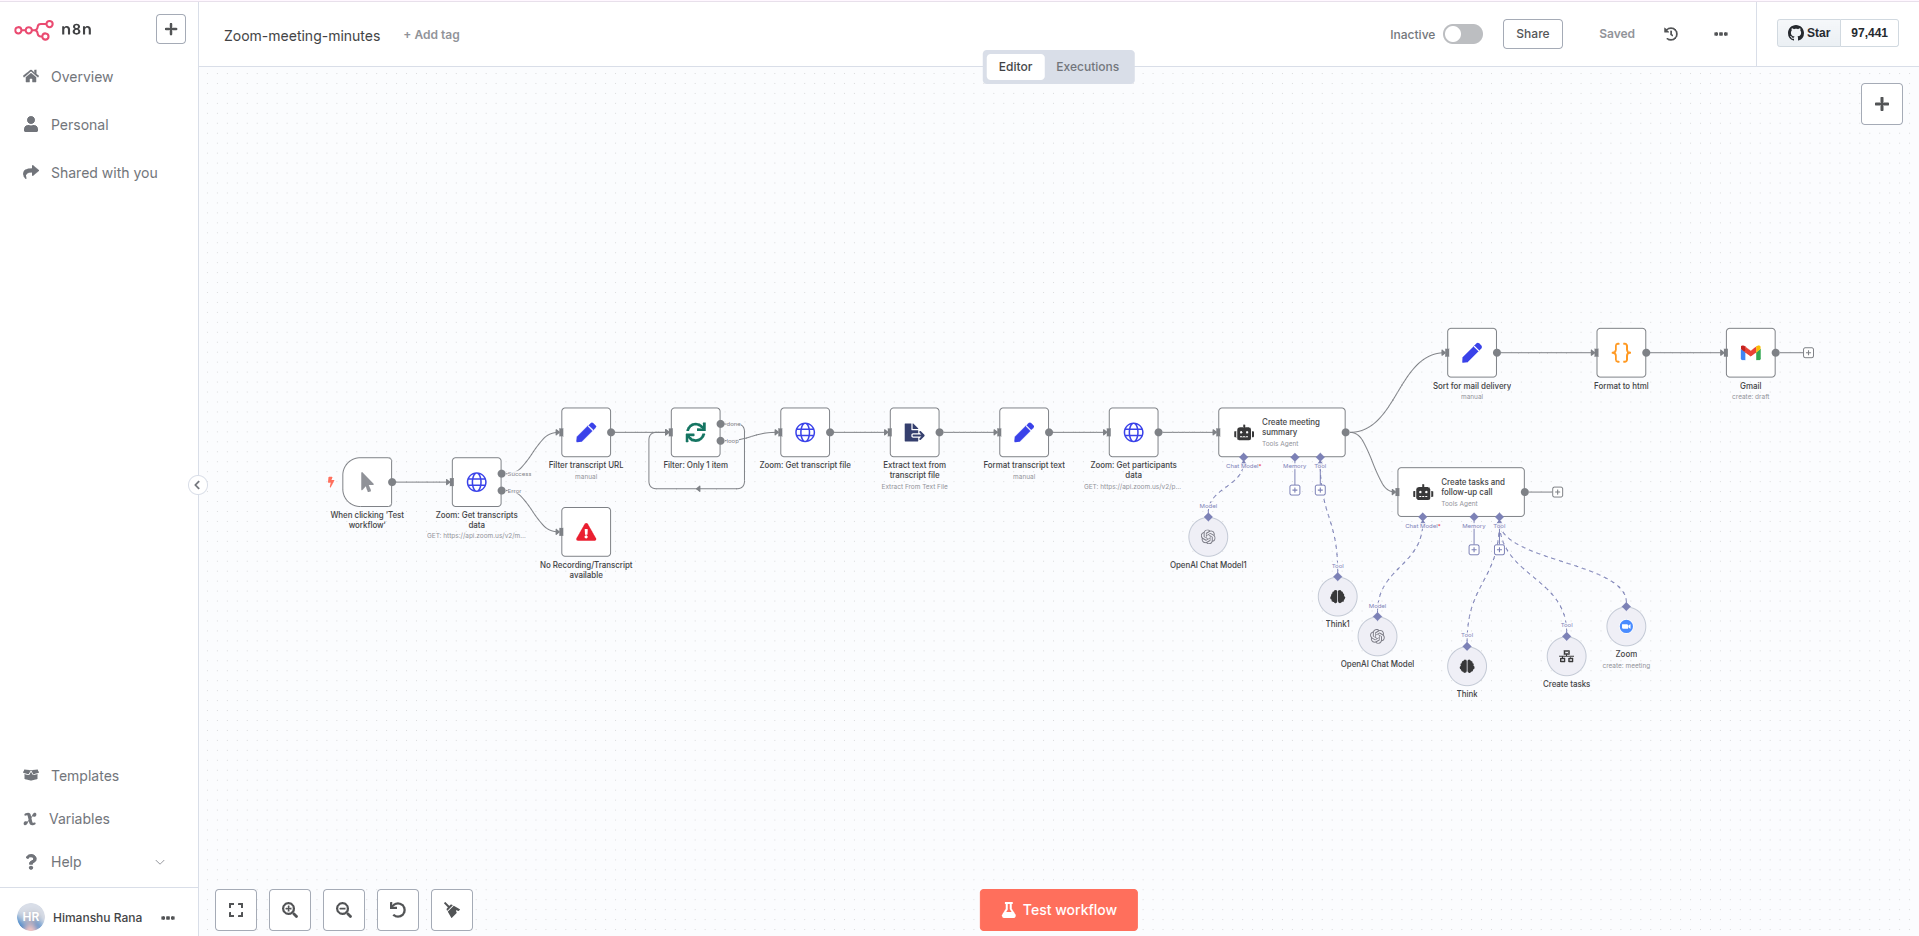 n8n
Overview
Personal
Shared with you
Templates
Variables
Help
HR
Himanshu Rana
Zoom-meeting-minutes
+ Add tag
Inactive
Share
Saved
Star
97,441
Editor
Executions
When clicking 'Test
workflow'
Success
Error
Zoom: Get transcripts
data
GET: https://api.zoom.us/v2/m...
Filter transcript URL
manual
No Recording/Transcript
available
done
loop
Filter: Only 1 item
Zoom: Get transcript file
Extract text from
transcript file
Extract From Text File
Format transcript text
manual
Zoom: Get participants
data
GET: https://api.zoom.us/v2/p...
Create meeting
summary
Tools Agent
Chat Model*
Memory
Tool
Model
OpenAI Chat Model1
Tool
Think1
Sort for mail delivery
manual
Format to html
Gmail
create: draft
Create tasks and
follow-up call
Tools Agent
Chat Model*
Memory
Tool
Model
OpenAI Chat Model
Tool
Think
Tool
Create tasks
Zoom
create: meeting
Test workflow